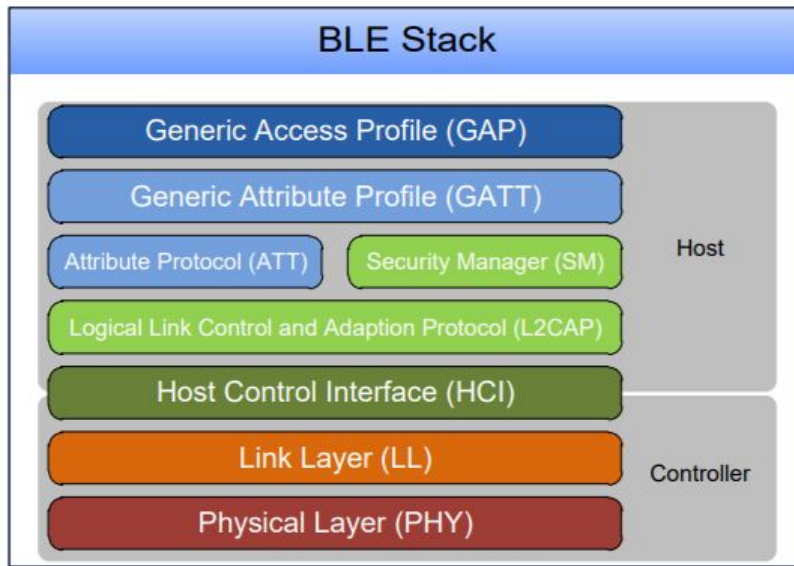 BLE Stack
Generic Access Profile (GAP)
Generic Attribute Profile (GATT)
Host
Attribute Protocol (ATT)
Security Manager (SM)
Logical Link Control and Adaption Protocol (L2CAP)
Host Control Interface (HCI)
Link Layer (LL)
Controller
Physical Layer (PHY)